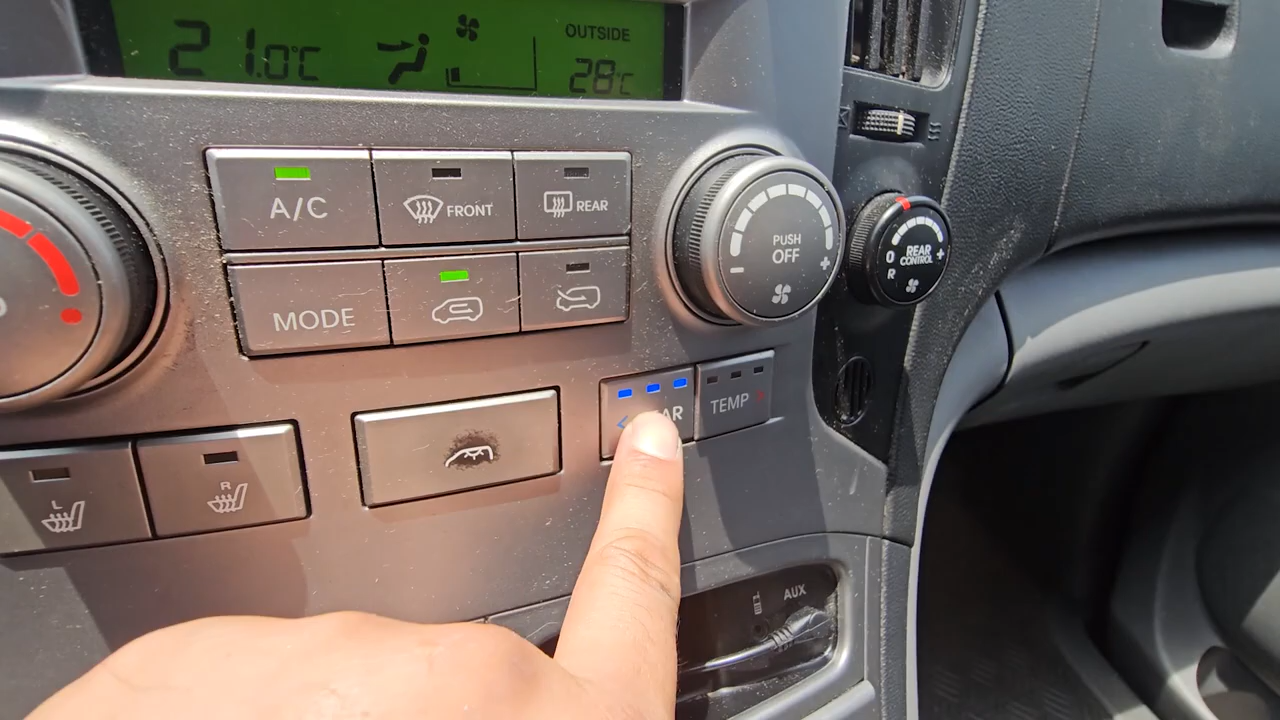 21.0°C
OUTSIDE
28°C
A/C
FRONT
REAR
MODE
PUSH
OFF
- +
REAR
CONTROL
0
R
+
TEMP
L
R
AUX